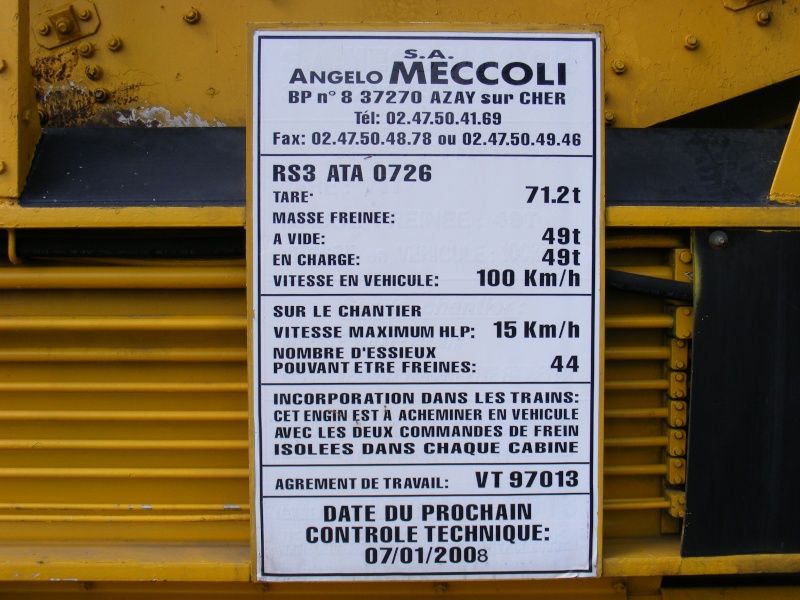 S.A.
ANGELO MECCOLI
BP n° 8 37270 AZAY sur CHER
Tél: 02.47.50.41.69
Fax: 02.47.50.48.78 ou 02.47.50.49.46
RS3 ATA 0726
TARE: 71.2t
MASSE FREINEE:
A VIDE: 49t
EN CHARGE: 49t
VITESSE EN VEHICULE: 100 Km/h
SUR LE CHANTIER
VITESSE MAXIMUM HLP: 15 Km/h
NOMBRE D'ESSIEUX
POUVANT ETRE FREINES: 44
INCORPORATION DANS LES TRAINS:
CET ENGIN EST À ACHEMINER EN VEHICULE
AVEC LES DEUX COMMANDES DE FREIN
ISOLEES DANS CHAQUE CABINE
AGREMENT DE TRAVAIL: VT 97013
DATE DU PROCHAIN
CONTROLE TECHNIQUE:
07/01/2008